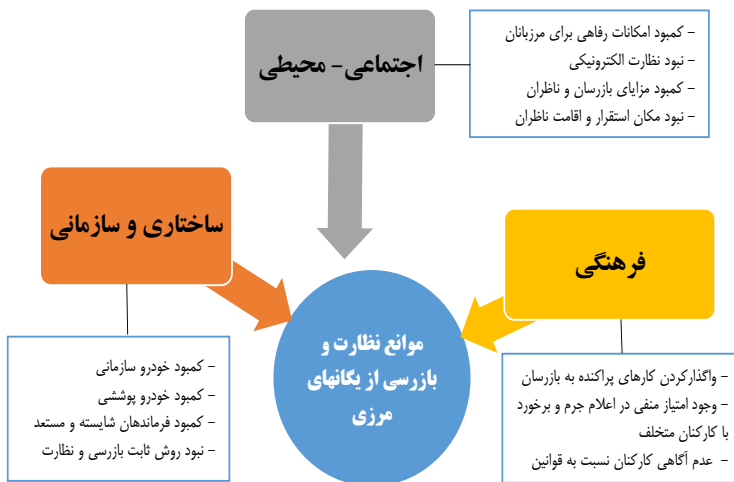 اجتماعی- محیطی
- کمبود امکانات رفاهی برای مرزبانان
- نبود نظارت الکترونیکی
- کمبود مزایای بازرسان و ناظران
- نبود مکان استقرار و اقامت ناظران
فرهنگی
- واگذارکردن کارهای پراکنده به بازرسان
- وجود امتیاز منفی در اعلام جرم و برخورد
با کارکنان متخلف
- عدم آگاهی کارکنان نسبت به قوانین
ساختاری و سازمانی
- کمبود خودرو سازمانی
- کمبود خودرو پوششی
- کمبود فرماندهان شایسته و مستعد
- نبود روش ثابت بازرسی و نظارت
موانع نظارت و
بازرسی از یگانهای
مرزی